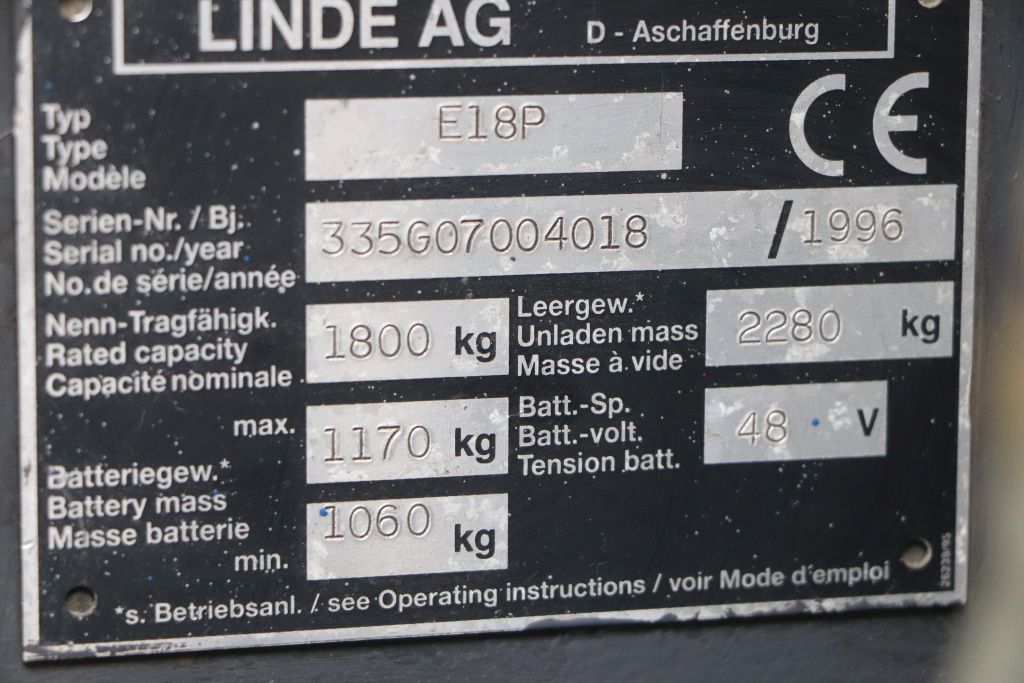 LINDE AG D - Aschaffenburg
Typ
Type
Modèle
E18P
CE
Serien-Nr. / Bj.
Serial no./year
No.de série/année
335G07004018 / 1996
Nenn-Tragfähigk.
Rated capacity
Capacité nominale
1800 kg
Leergew.*
Unladen mass
Masse à vide
2280 kg
max.
1170 kg
Batteriegew.*
Battery mass
Masse batterie
min.
1060 kg
Batt.-Sp.
Batt.-volt.
Tension batt.
48 V
*s. Betriebsanl. / see Operating instructions / voir Mode d'emploi